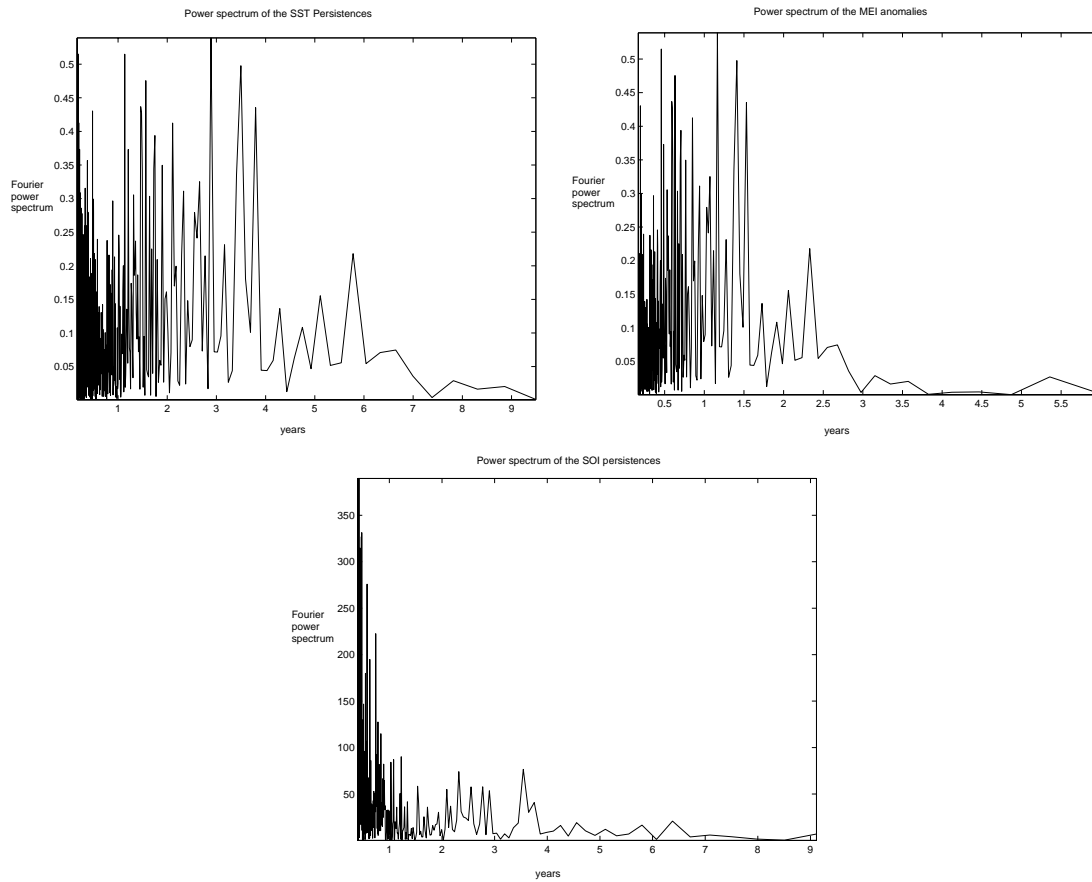 Power spectrum of the SST Persistences
0.5
0.45
0.4
0.35
0.3
0.25
0.2
0.15
0.1
0.05
Fourier
power
spectrum
1 2 3 4 5 6 7 8 9
years
Power spectrum of the MEI anomalies
0.5
0.45
0.4
0.35
0.3
0.25
0.2
0.15
0.1
0.05
Fourier
power
spectrum
0.5 1 1.5 2 2.5 3 3.5 4 4.5 5 5.5
years
Power spectrum of the SOI persistences
350
300
250
200
150
100
50
Fourier
power
spectrum
1 2 3 4 5 6 7 8 9
years